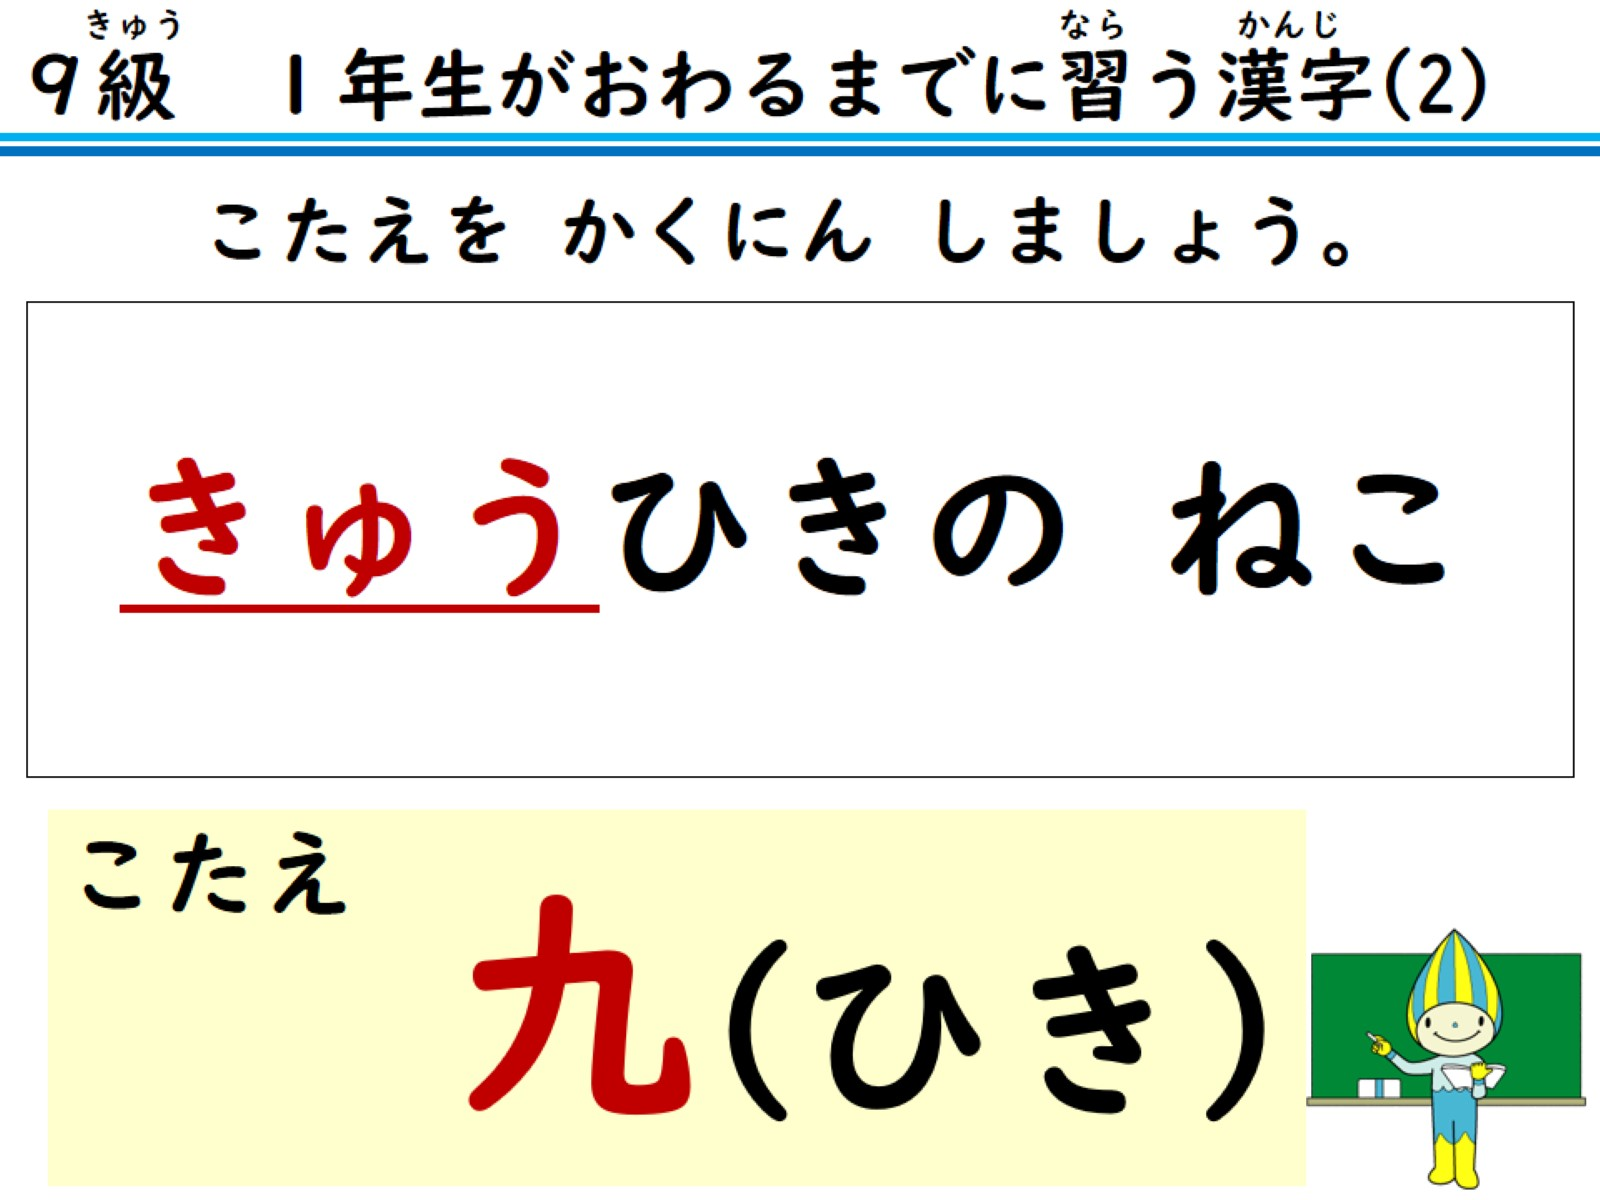 きゅう なら かんじ
9級 1年生がおわるまでに習う漢字(2)
こたえを かくにん しましょう。
きゅうひきの ねこ
こたえ
九(ひき)